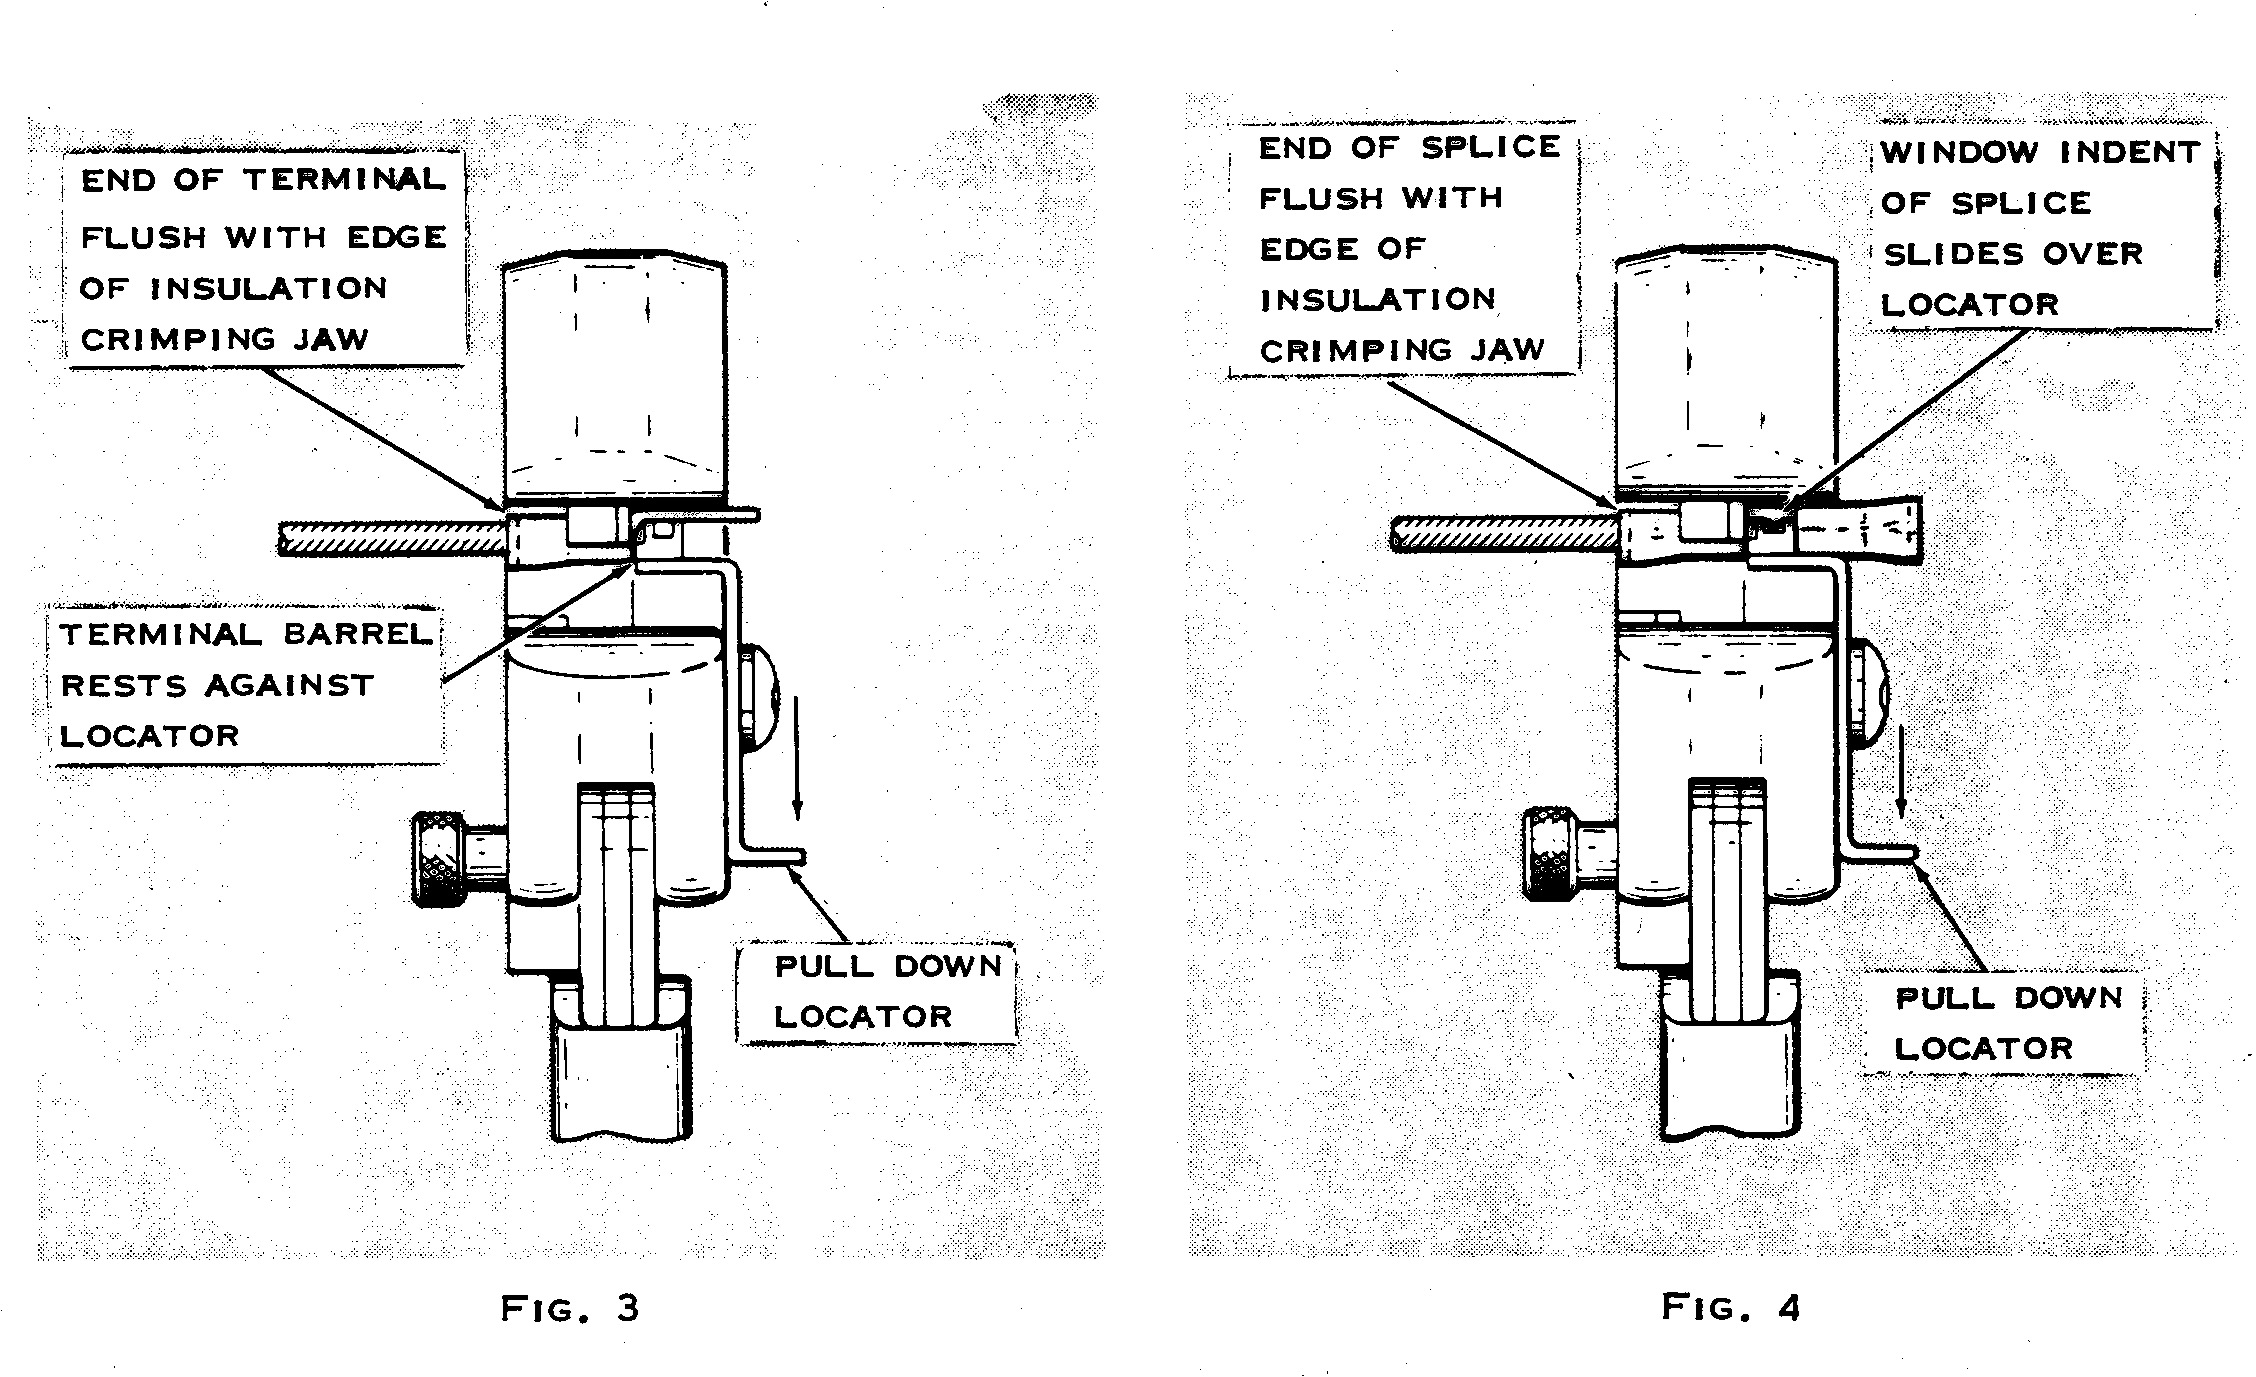 END OF TERMINAL
FLUSH WITH EDGE
OF INSULATION
CRIMPING JAW
TERMINAL BARREL
RESTS AGAINST
LOCATOR
PULL DOWN
LOCATOR
FIG. 3
END OF SPLICE
FLUSH WITH
EDGE OF
INSULATION
CRIMPING JAW
WINDOW INDENT
OF SPLICE
SLIDES OVER
LOCATOR
PULL DOWN
LOCATOR
FIG. 4